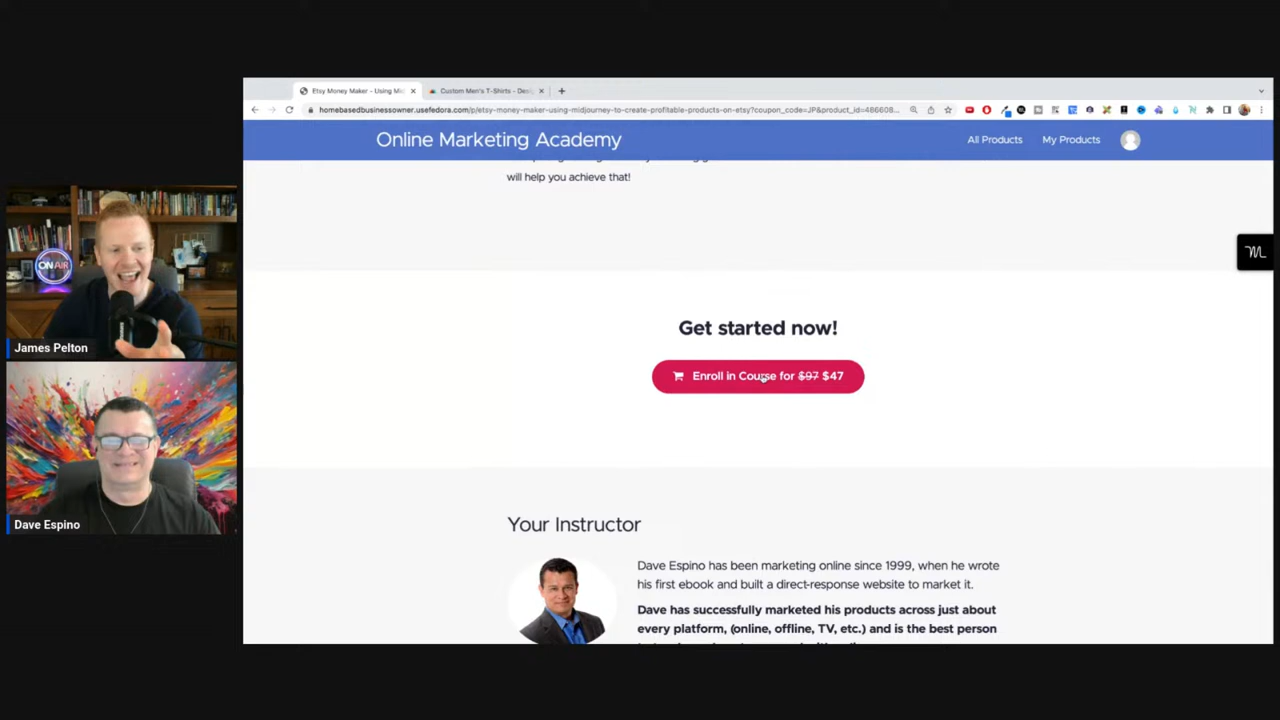 Etsy Money Maker - Using Mid
Custom Men's T-Shirts - Desig
homebasedbusinessowner.usefedora.com/p/etsy-money-maker-using-midjourney-to-create-profitable-products-on-etsy?coupon_code=JP&product_id=466608...
Online Marketing Academy
All Products
My Products
will help you achieve that!
ON AIR
James Pelton
Get started now!
Enroll in Course for $97 $47
Dave Espino
Your Instructor
Dave Espino has been marketing online since 1999, when he wrote
his first ebook and built a direct-response website to market it.
Dave has successfully marketed his products across just about
every platform, (online, offline, TV, etc.) and is the best person